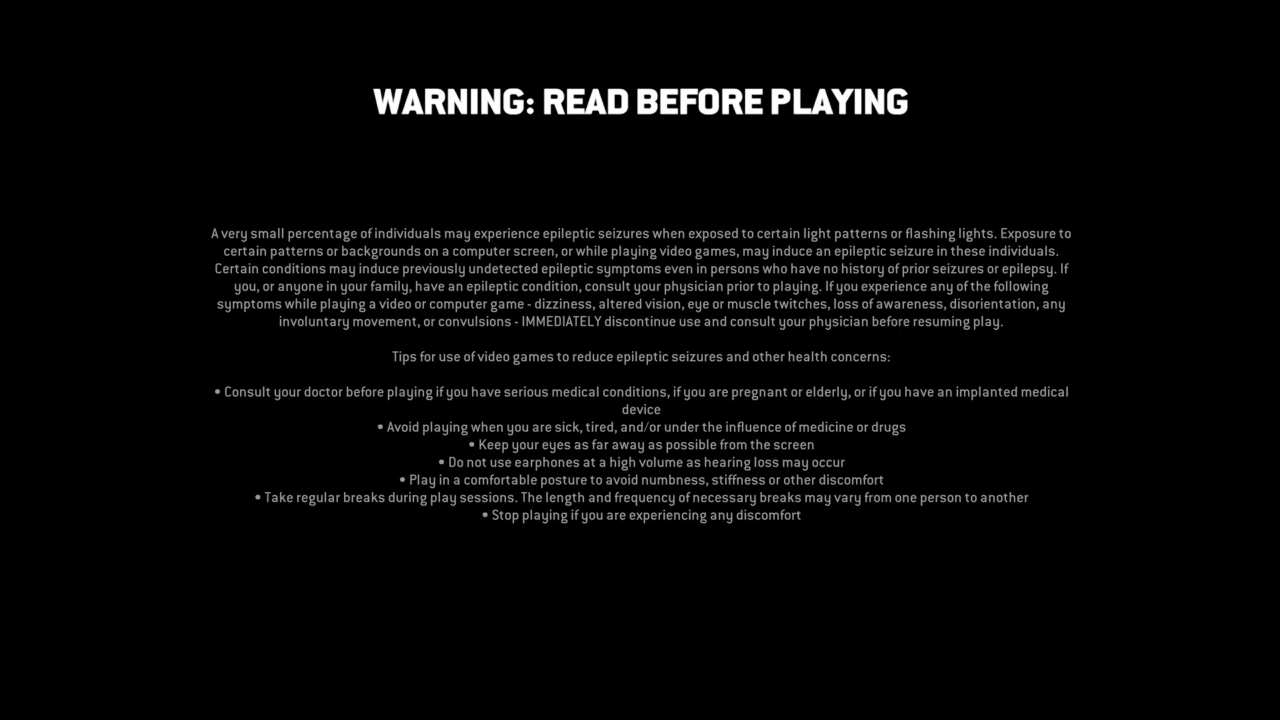 WARNING: READ BEFORE PLAYING
A very small percentage of individuals may experience epileptic seizures when exposed to certain light patterns or flashing lights. Exposure to
certain patterns or backgrounds on a computer screen, or while playing video games, may induce an epileptic seizure in these individuals.
Certain conditions may induce previously undetected epileptic symptoms even in persons who have no history of prior seizures or epilepsy. If
you, or anyone in your family, have an epileptic condition, consult your physician prior to playing. If you experience any of the following
symptoms while playing a video or computer game - dizziness, altered vision, eye or muscle twitches, loss of awareness, disorientation, any
involuntary movement, or convulsions - IMMEDIATELY discontinue use and consult your physician before resuming play.
Tips for use of video games to reduce epileptic seizures and other health concerns:
• Consult your doctor before playing if you have serious medical conditions, if you are pregnant or elderly, or if you have an implanted medical
device
• Avoid playing when you are sick, tired, and/or under the influence of medicine or drugs
• Keep your eyes as far away as possible from the screen
• Do not use earphones at a high volume as hearing loss may occur
• Play in a comfortable posture to avoid numbness, stiffness or other discomfort
• Take regular breaks during play sessions. The length and frequency of necessary breaks may vary from one person to another
• Stop playing if you are experiencing any discomfort